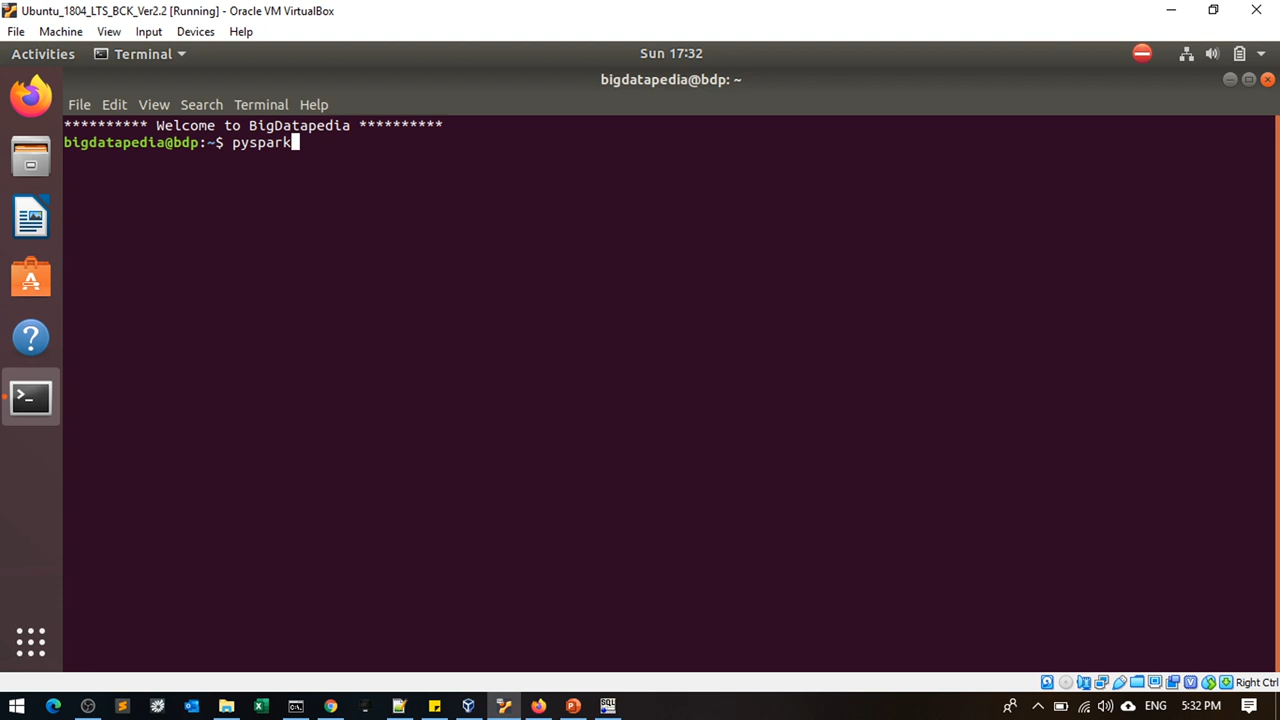 Ubuntu_1804_LTS_BCK_Ver2.2 [Running] - Oracle VM VirtualBox
File Machine View Input Devices Help
Activities Terminal Sun 17:32
bigdatapedia@bdp: ~
File Edit View Search Terminal Help
********** Welcome to BigDatapedia **********
bigdatapedia@bdp:~$ pyspark
Right Ctrl
ENG 5:32 PM